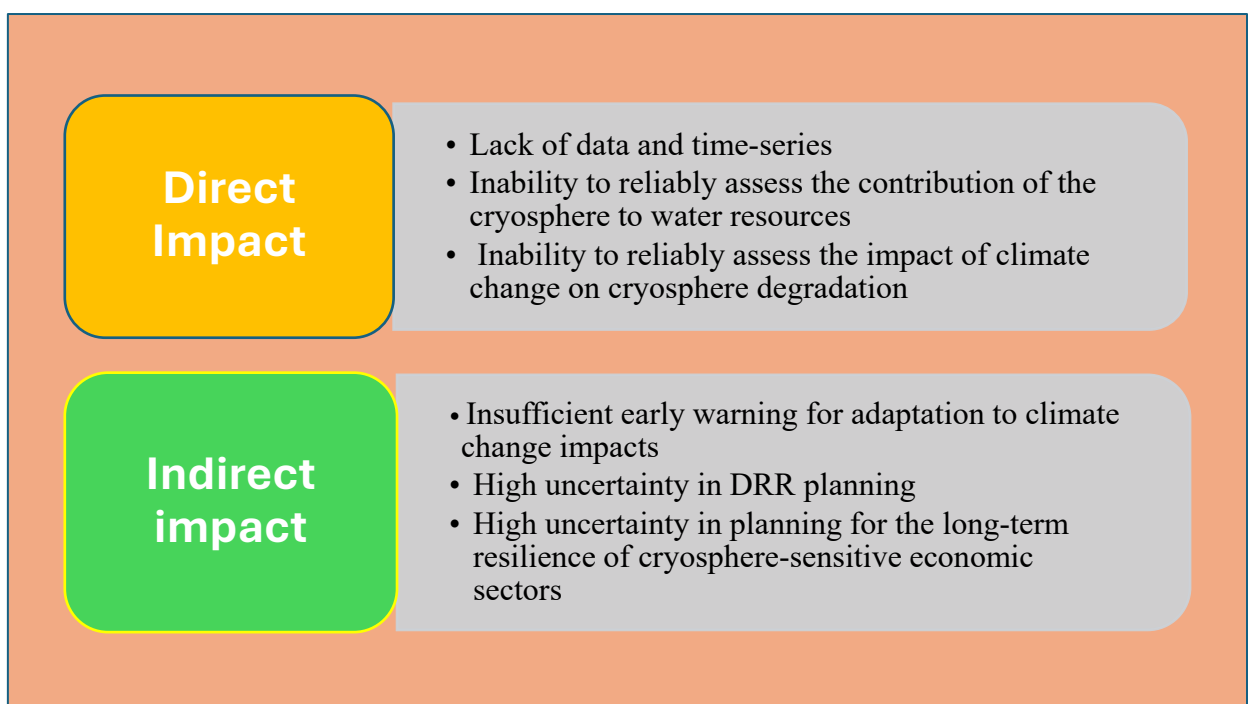 Direct
Impact
• Lack of data and time-series
• Inability to reliably assess the contribution of the
cryosphere to water resources
• Inability to reliably assess the impact of climate
change on cryosphere degradation
Indirect
impact
• Insufficient early warning for adaptation to climate
change impacts
• High uncertainty in DRR planning
• High uncertainty in planning for the long-term
resilience of cryosphere-sensitive economic
sectors